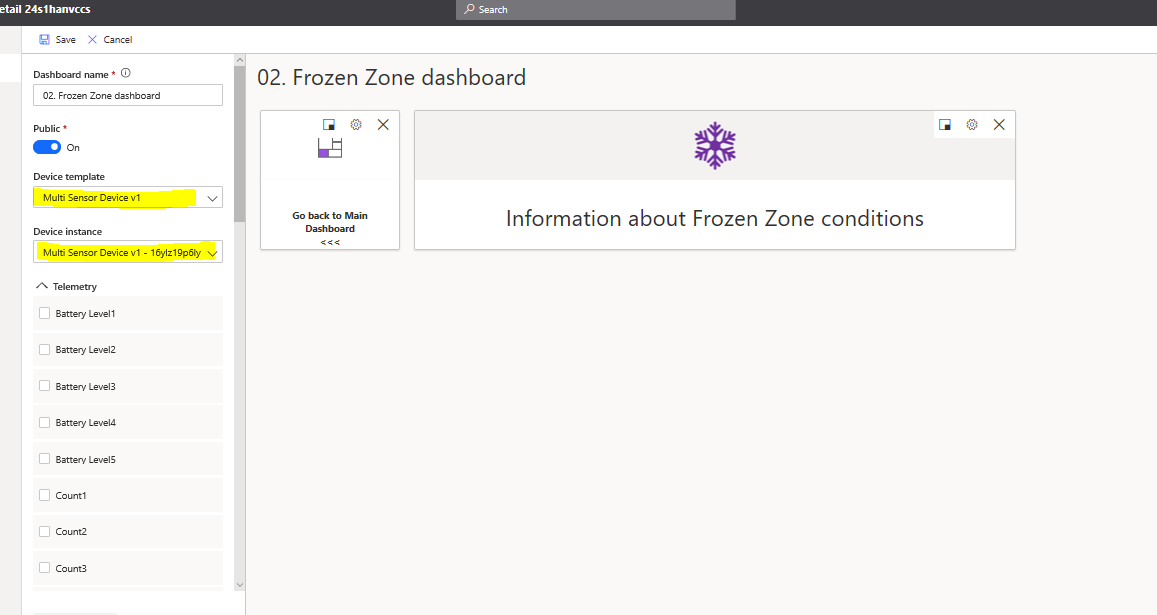 etail 24s1hanvccs
Search
Save Cancel
Dashboard name *
02. Frozen Zone dashboard
Public *
On
Device template
Multi Sensor Device v1
Device instance
Multi Sensor Device v1 - 16ylz19p6ly
Telemetry
Battery Level1
Battery Level2
Battery Level3
Battery Level4
Battery Level5
Count1
Count2
Count3
02. Frozen Zone dashboard
Go back to Main
Dashboard
<<<
Information about Frozen Zone conditions